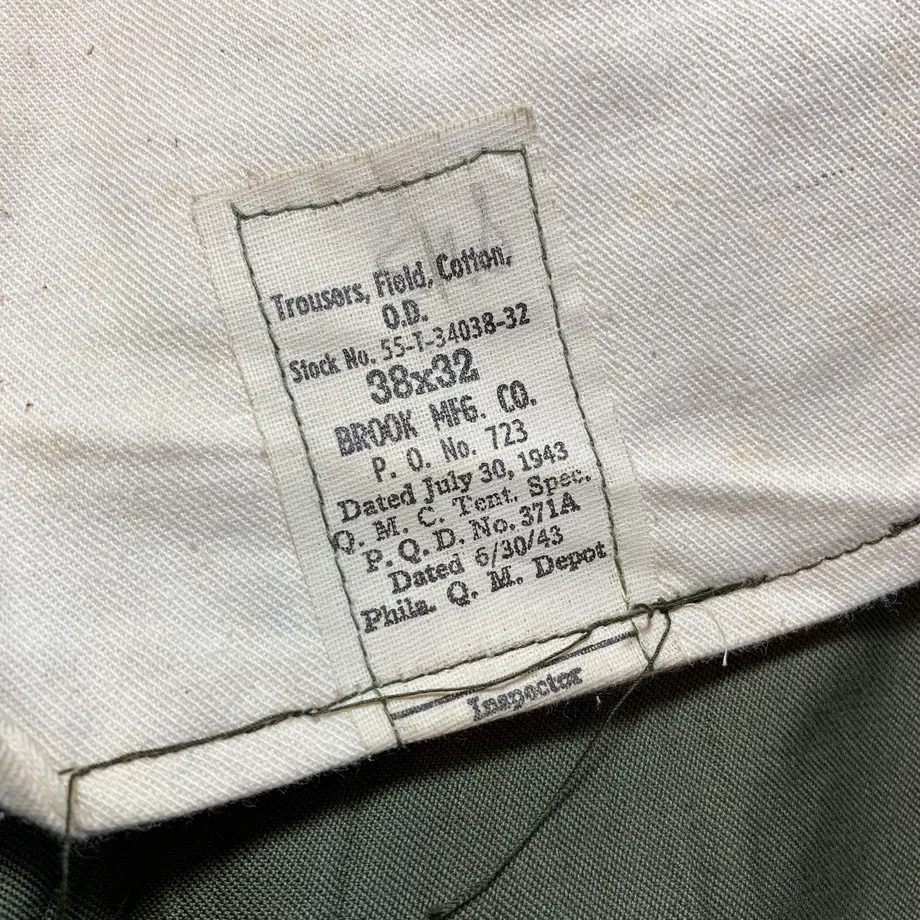 Trousers, Field, Cotton,
O.D.
Stock No. 55-T-34038-32
38x32
BROOK MFG. CO.
P. O. No. 723
Dated July 30, 1943
Q. M. C. Tent. Spec.
P. Q. D. No. 371A
Dated 6/30/43
Phila. Q. M. Depot
Inspector